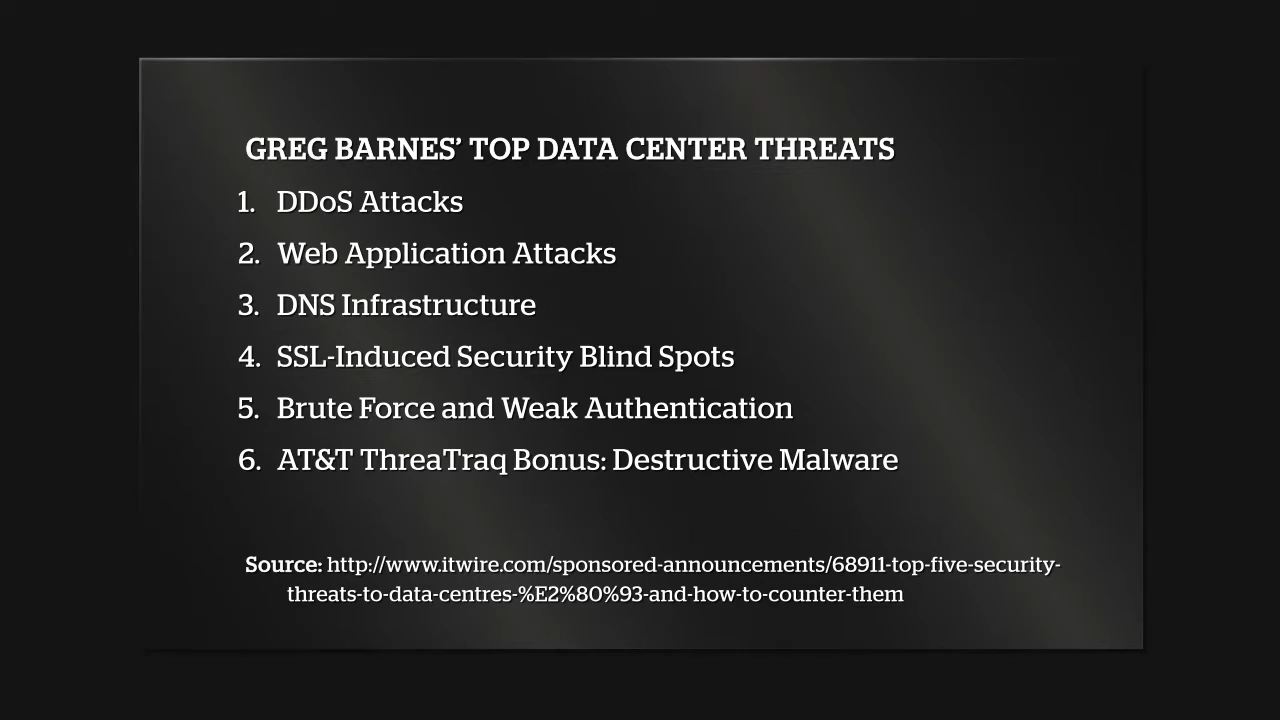 GREG BARNES’ TOP DATA CENTER THREATS
1. DDoS Attacks
2. Web Application Attacks
3. DNS Infrastructure
4. SSL-Induced Security Blind Spots
5. Brute Force and Weak Authentication
6. AT&T ThreaTraq Bonus: Destructive Malware
Source: http://www.itwire.com/sponsored-announcements/68911-top-five-security-
threats-to-data-centres-%E2%80%93-and-how-to-counter-them